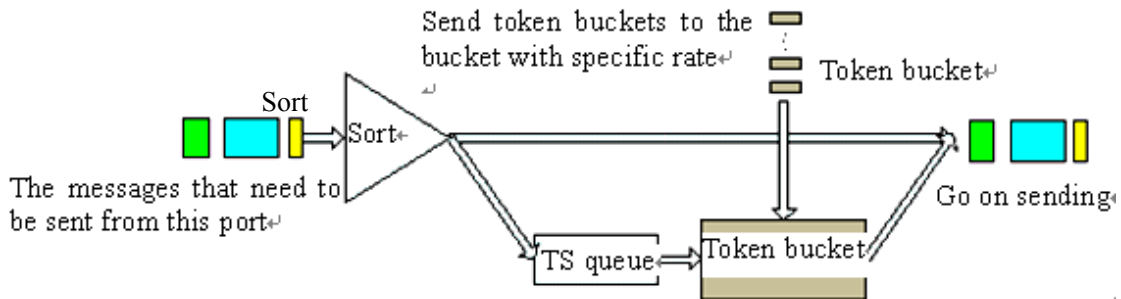 Send token buckets to the
bucket with specific rate↵
↵
Token bucket↵
Sort
Sort↵
The messages that need to
be sent from this port↵
Go on sending↵
TS queue↵
Token bucket↵